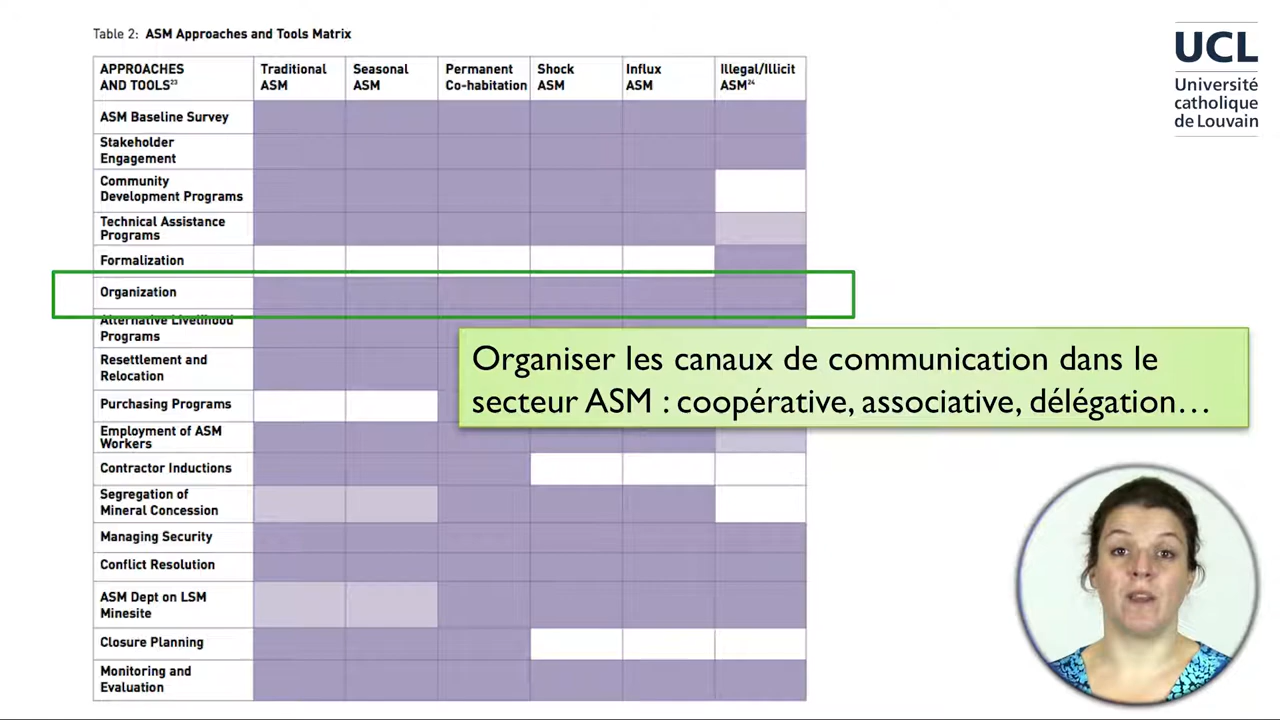 Table 2: ASM Approaches and Tools Matrix
UCL
Université
catholique
de Louvain
APPROACHES
AND TOOLS²³
Traditional
ASM
Seasonal
ASM
Permanent
Co-habitation
Shock
ASM
Influx
ASM
Illegal/Illicit
ASM²⁴
ASM Baseline Survey
Stakeholder
Engagement
Community
Development Programs
Technical Assistance
Programs
Formalization
Organization
Alternative Livelihood
Programs
Organiser les canaux de communication dans le
secteur ASM : coopérative, associative, délégation…
Resettlement and
Relocation
Purchasing Programs
Employment of ASM
Workers
Contractor Inductions
Segregation of
Mineral Concession
Managing Security
Conflict Resolution
ASM Dept on LSM
Minesite
Closure Planning
Monitoring and
Evaluation